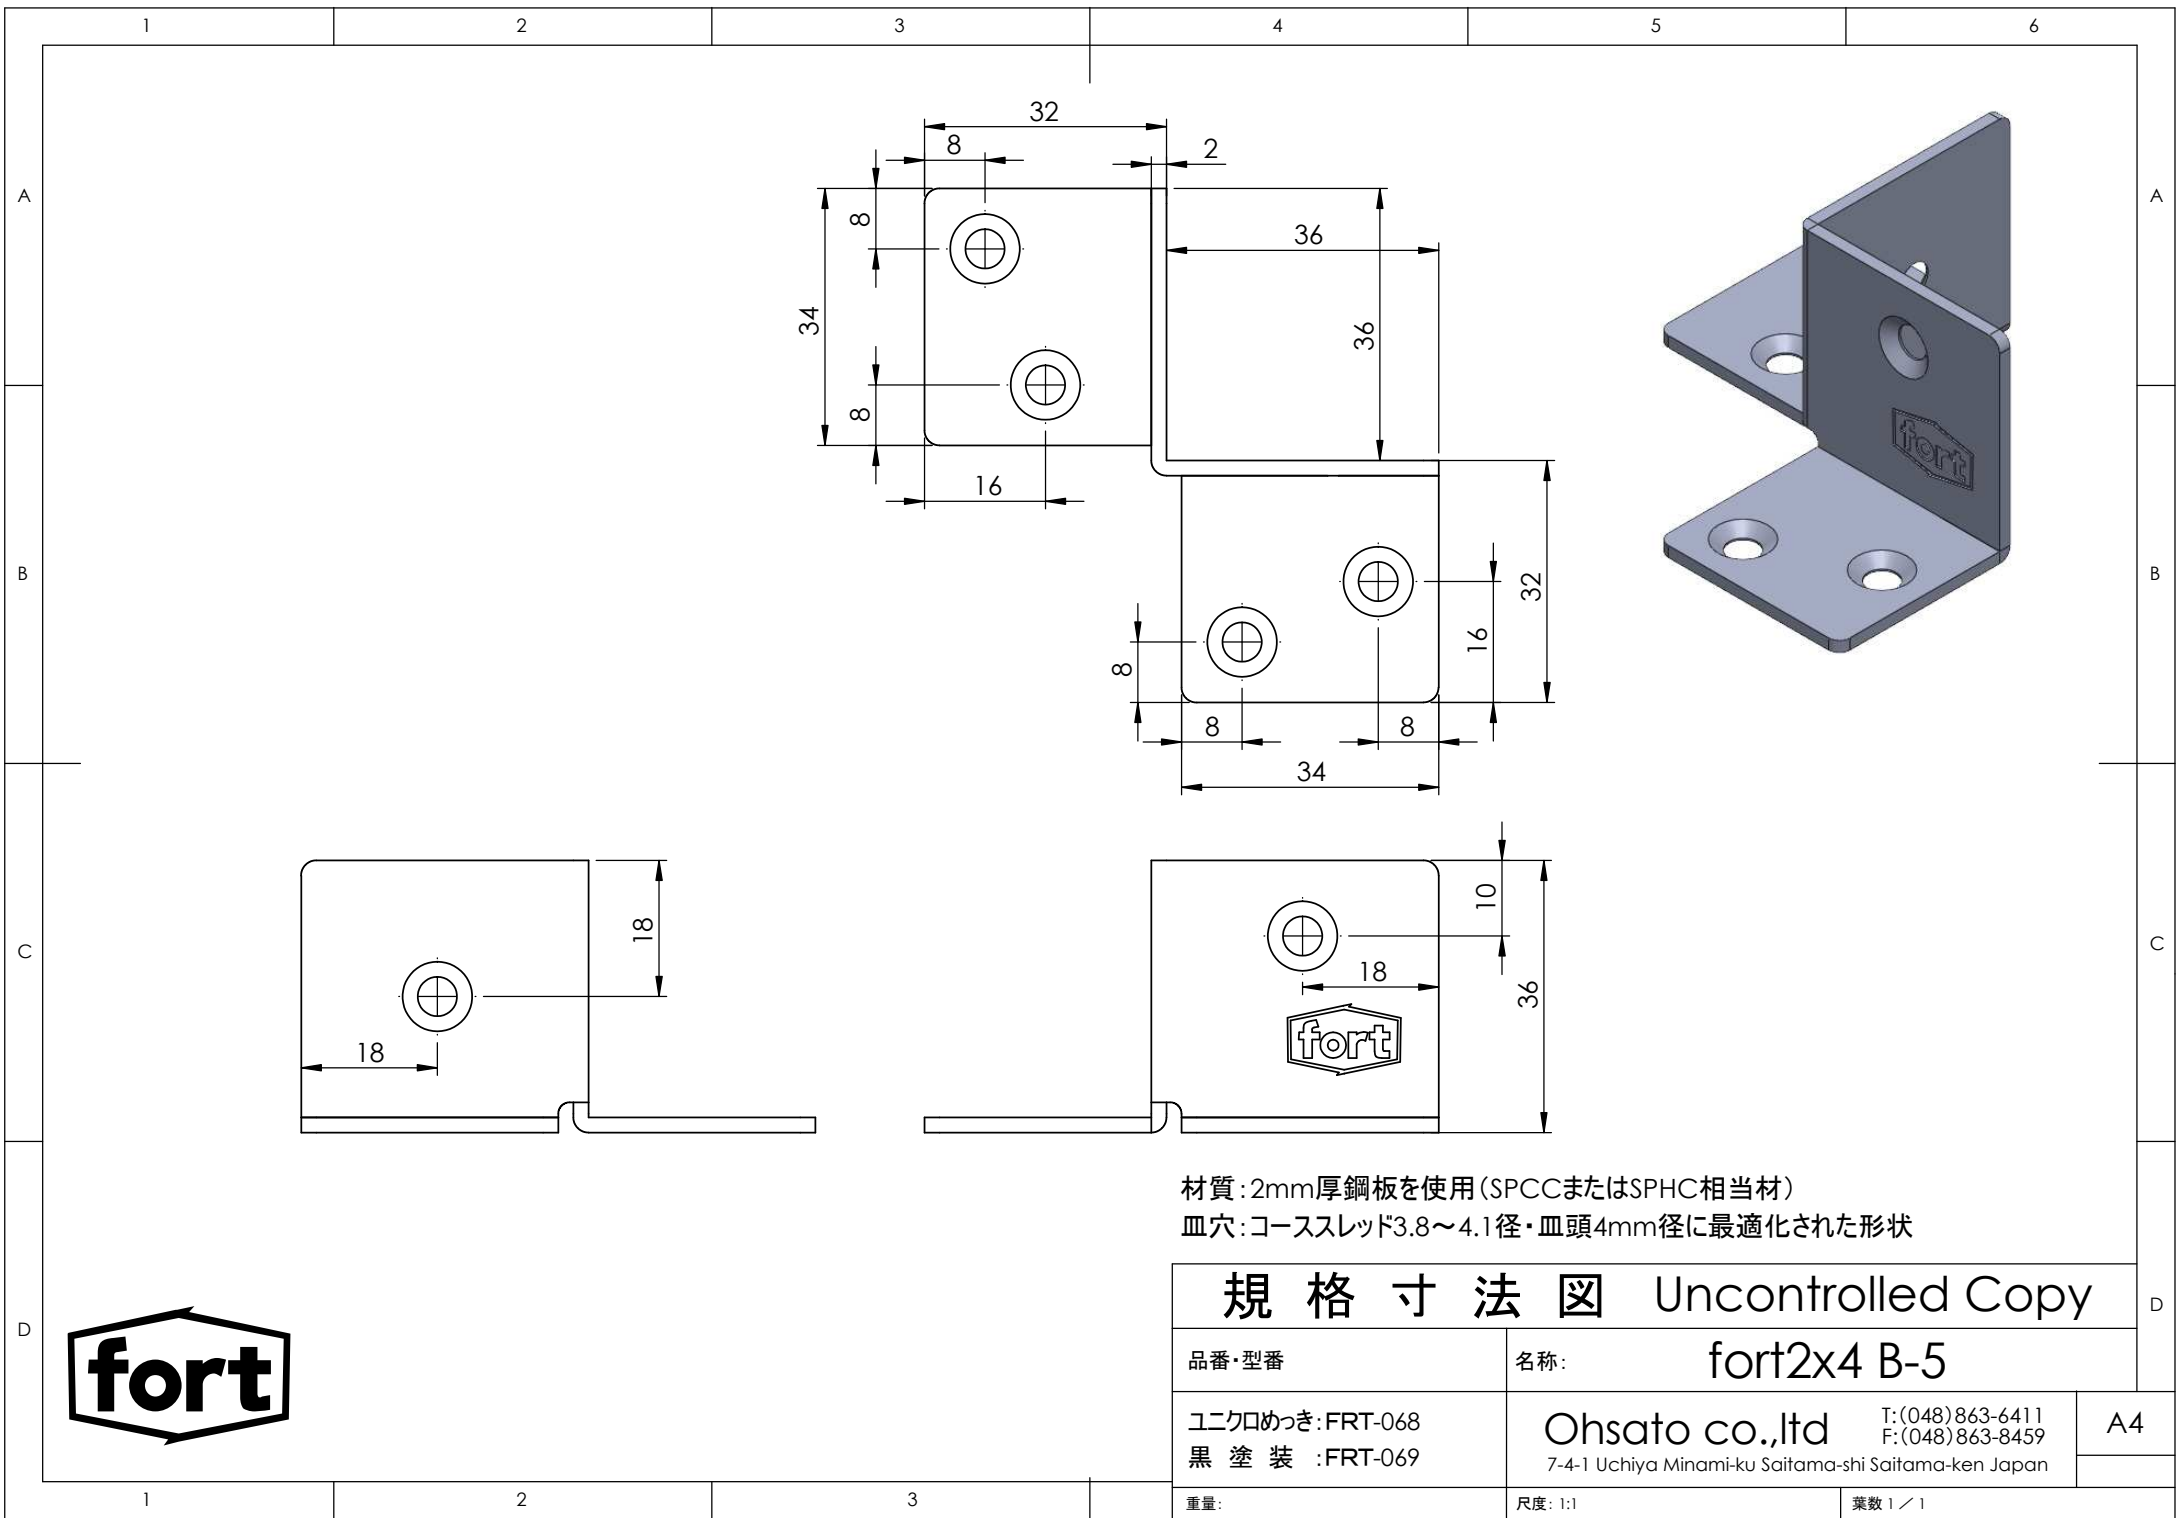 1 2 3 4 5 6
A A
B B
C C
D D
32
8
2
8
36
34
36
8
16
32
16
8
8 8
34
18
18
10
18
36
fort
材質:2mm厚鋼板を使用(SPCCまたはSPHC相当材)
皿穴:コーススレッド3.8～4.1径・皿頭4mm径に最適化された形状
規格寸法図 Uncontrolled Copy
品番・型番 名称: fort2x4 B-5
ユニクロめっき:FRT-068
黒塗装:FRT-069
Ohsato co.,ltd
T:(048)863-6411
F:(048)863-8459
7-4-1 Uchiya Minami-ku Saitama-shi Saitama-ken Japan
A4
重量: 尺度: 1:1 葉数 1／1
fort
fort
1 2 3